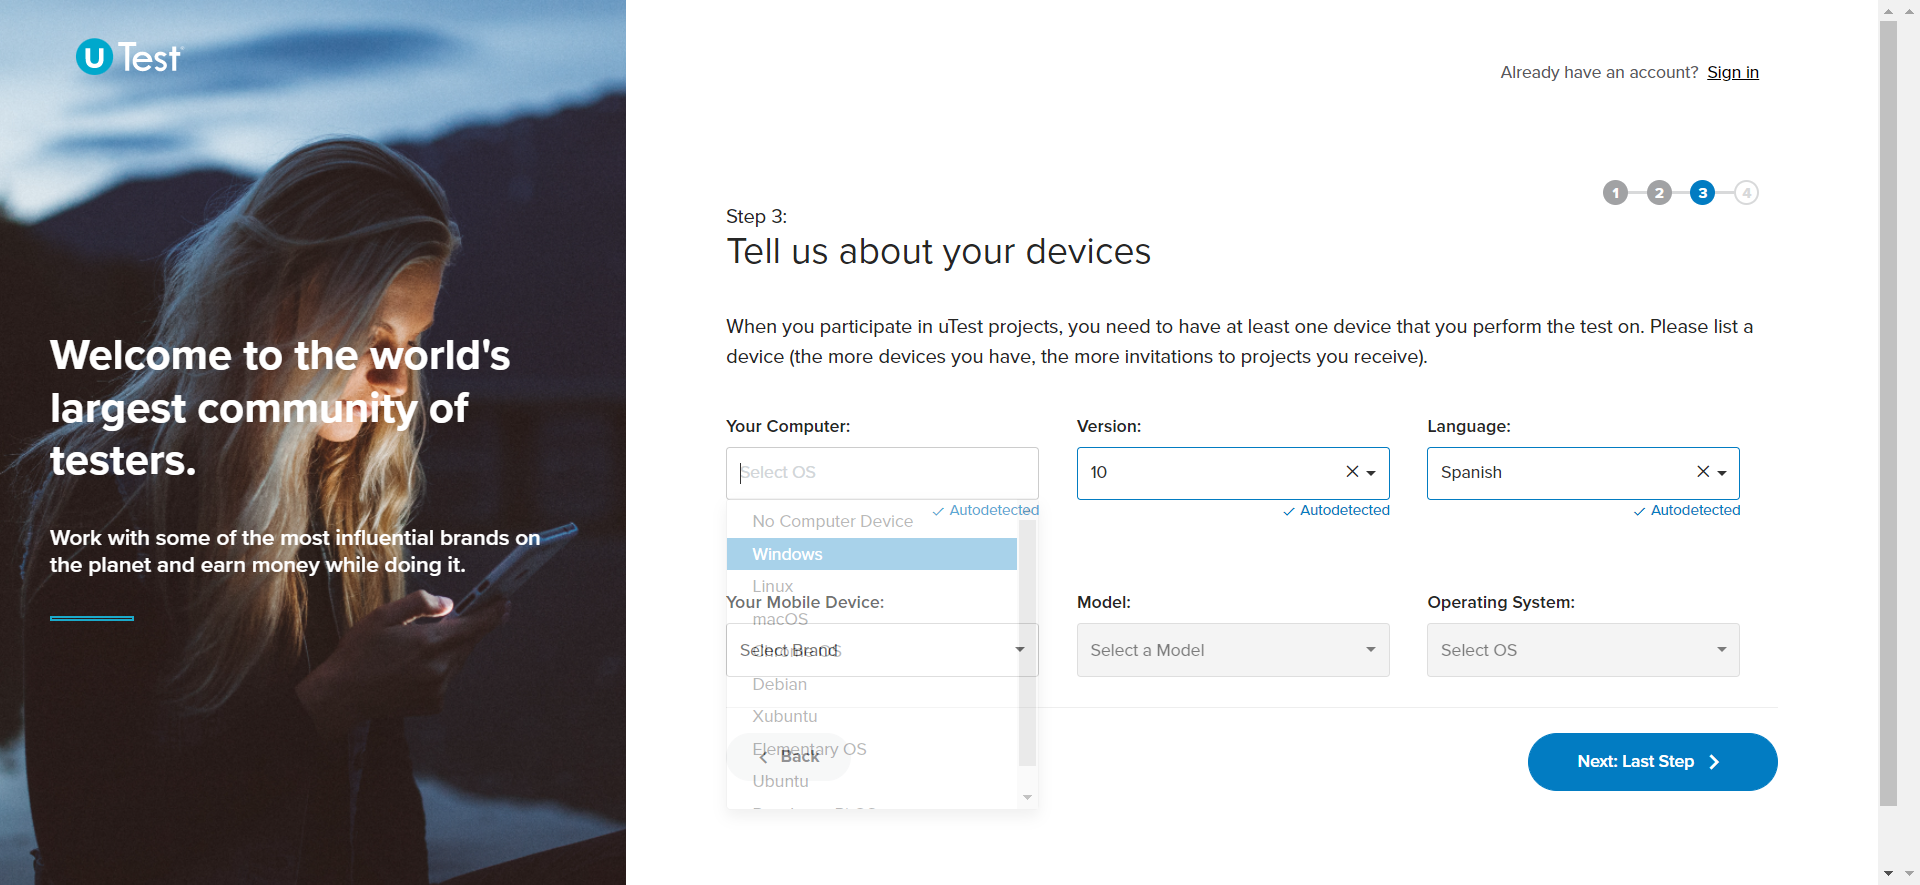 U Test
Already have an account? Sign in
1 2 3 4
Step 3:
Tell us about your devices
When you participate in uTest projects, you need to have at least one device that you perform the test on. Please list a
device (the more devices you have, the more invitations to projects you receive).
Welcome to the world's
largest community of
testers.
Work with some of the most influential brands on
the planet and earn money while doing it.
Your Computer: Version: Language:
Select OS 10 Spanish
Autodetected Autodetected Autodetected
No Computer Device
Windows
Linux
Your Mobile Device: Model: Operating System:
macOS
Select Brand Select a Model Select OS
Chrome OS
Debian
Xubuntu
Elementary OS
Back Next: Last Step
Ubuntu